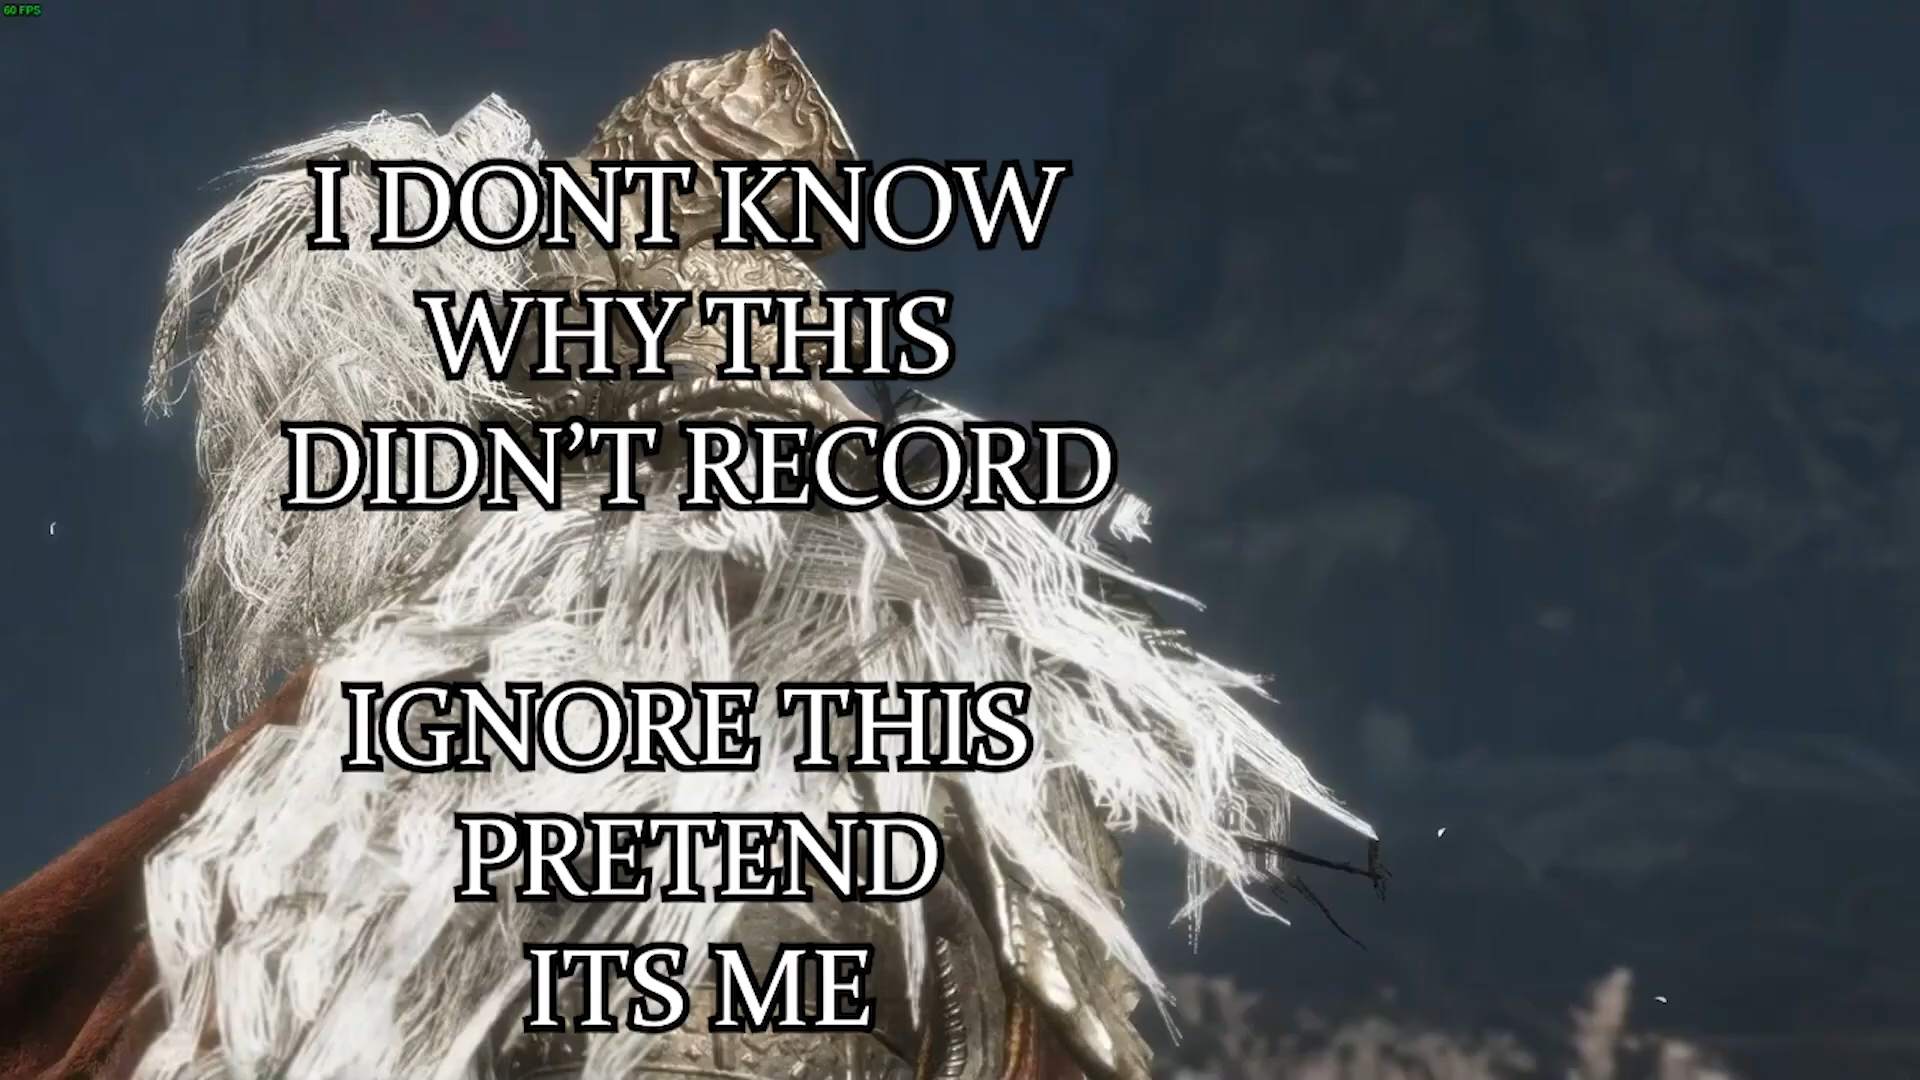 60 FPS
I DONT KNOW
WHY THIS
DIDN’T RECORD
IGNORE THIS
PRETEND
ITS ME